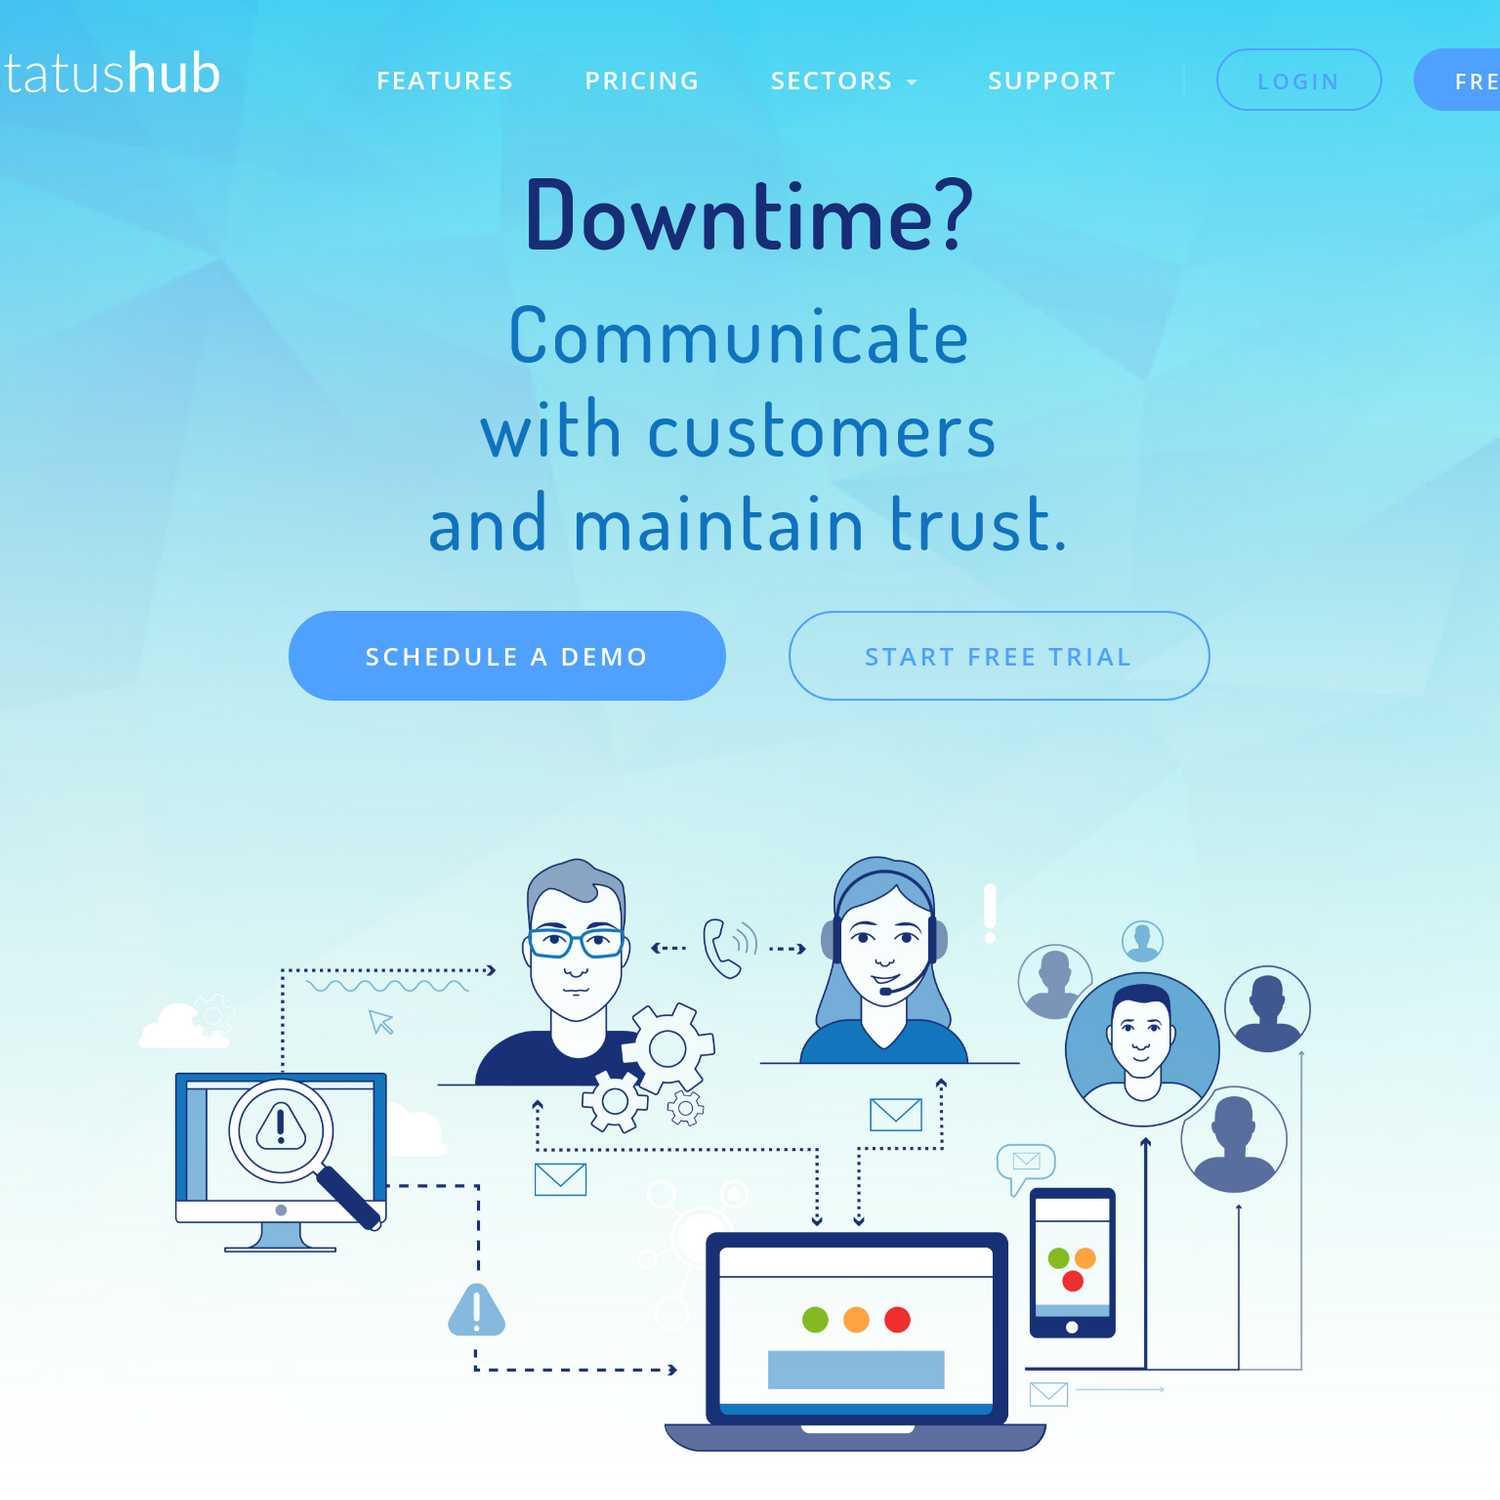 tatushub
FEATURES
PRICING
SECTORS
SUPPORT
LOGIN
FRE
Downtime?
Communicate
with customers
and maintain trust.
SCHEDULE A DEMO
START FREE TRIAL